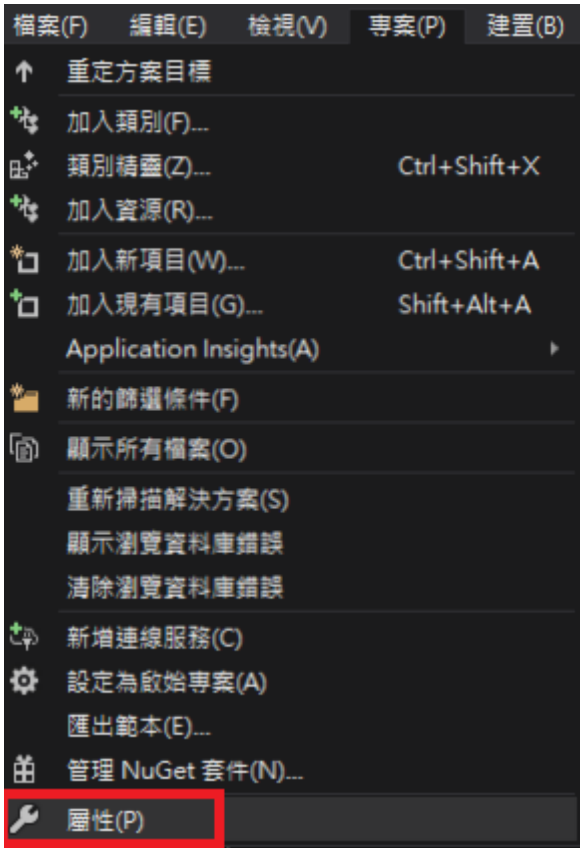 檔案(F) 編輯(E) 檢視(V) 專案(P) 建置(B)
重定方案目標
加入類別(F)...
類別精靈(Z)... Ctrl+Shift+X
加入資源(R)...
加入新項目(W)... Ctrl+Shift+A
加入現有項目(G)... Shift+Alt+A
Application Insights(A)
新的篩選條件(F)
顯示所有檔案(O)
重新掃描解決方案(S)
顯示瀏覽資料庫錯誤
清除瀏覽資料庫錯誤
新增連線服務(C)
設定為啟始專案(A)
匯出範本(E)...
管理 NuGet 套件(N)...
屬性(P)